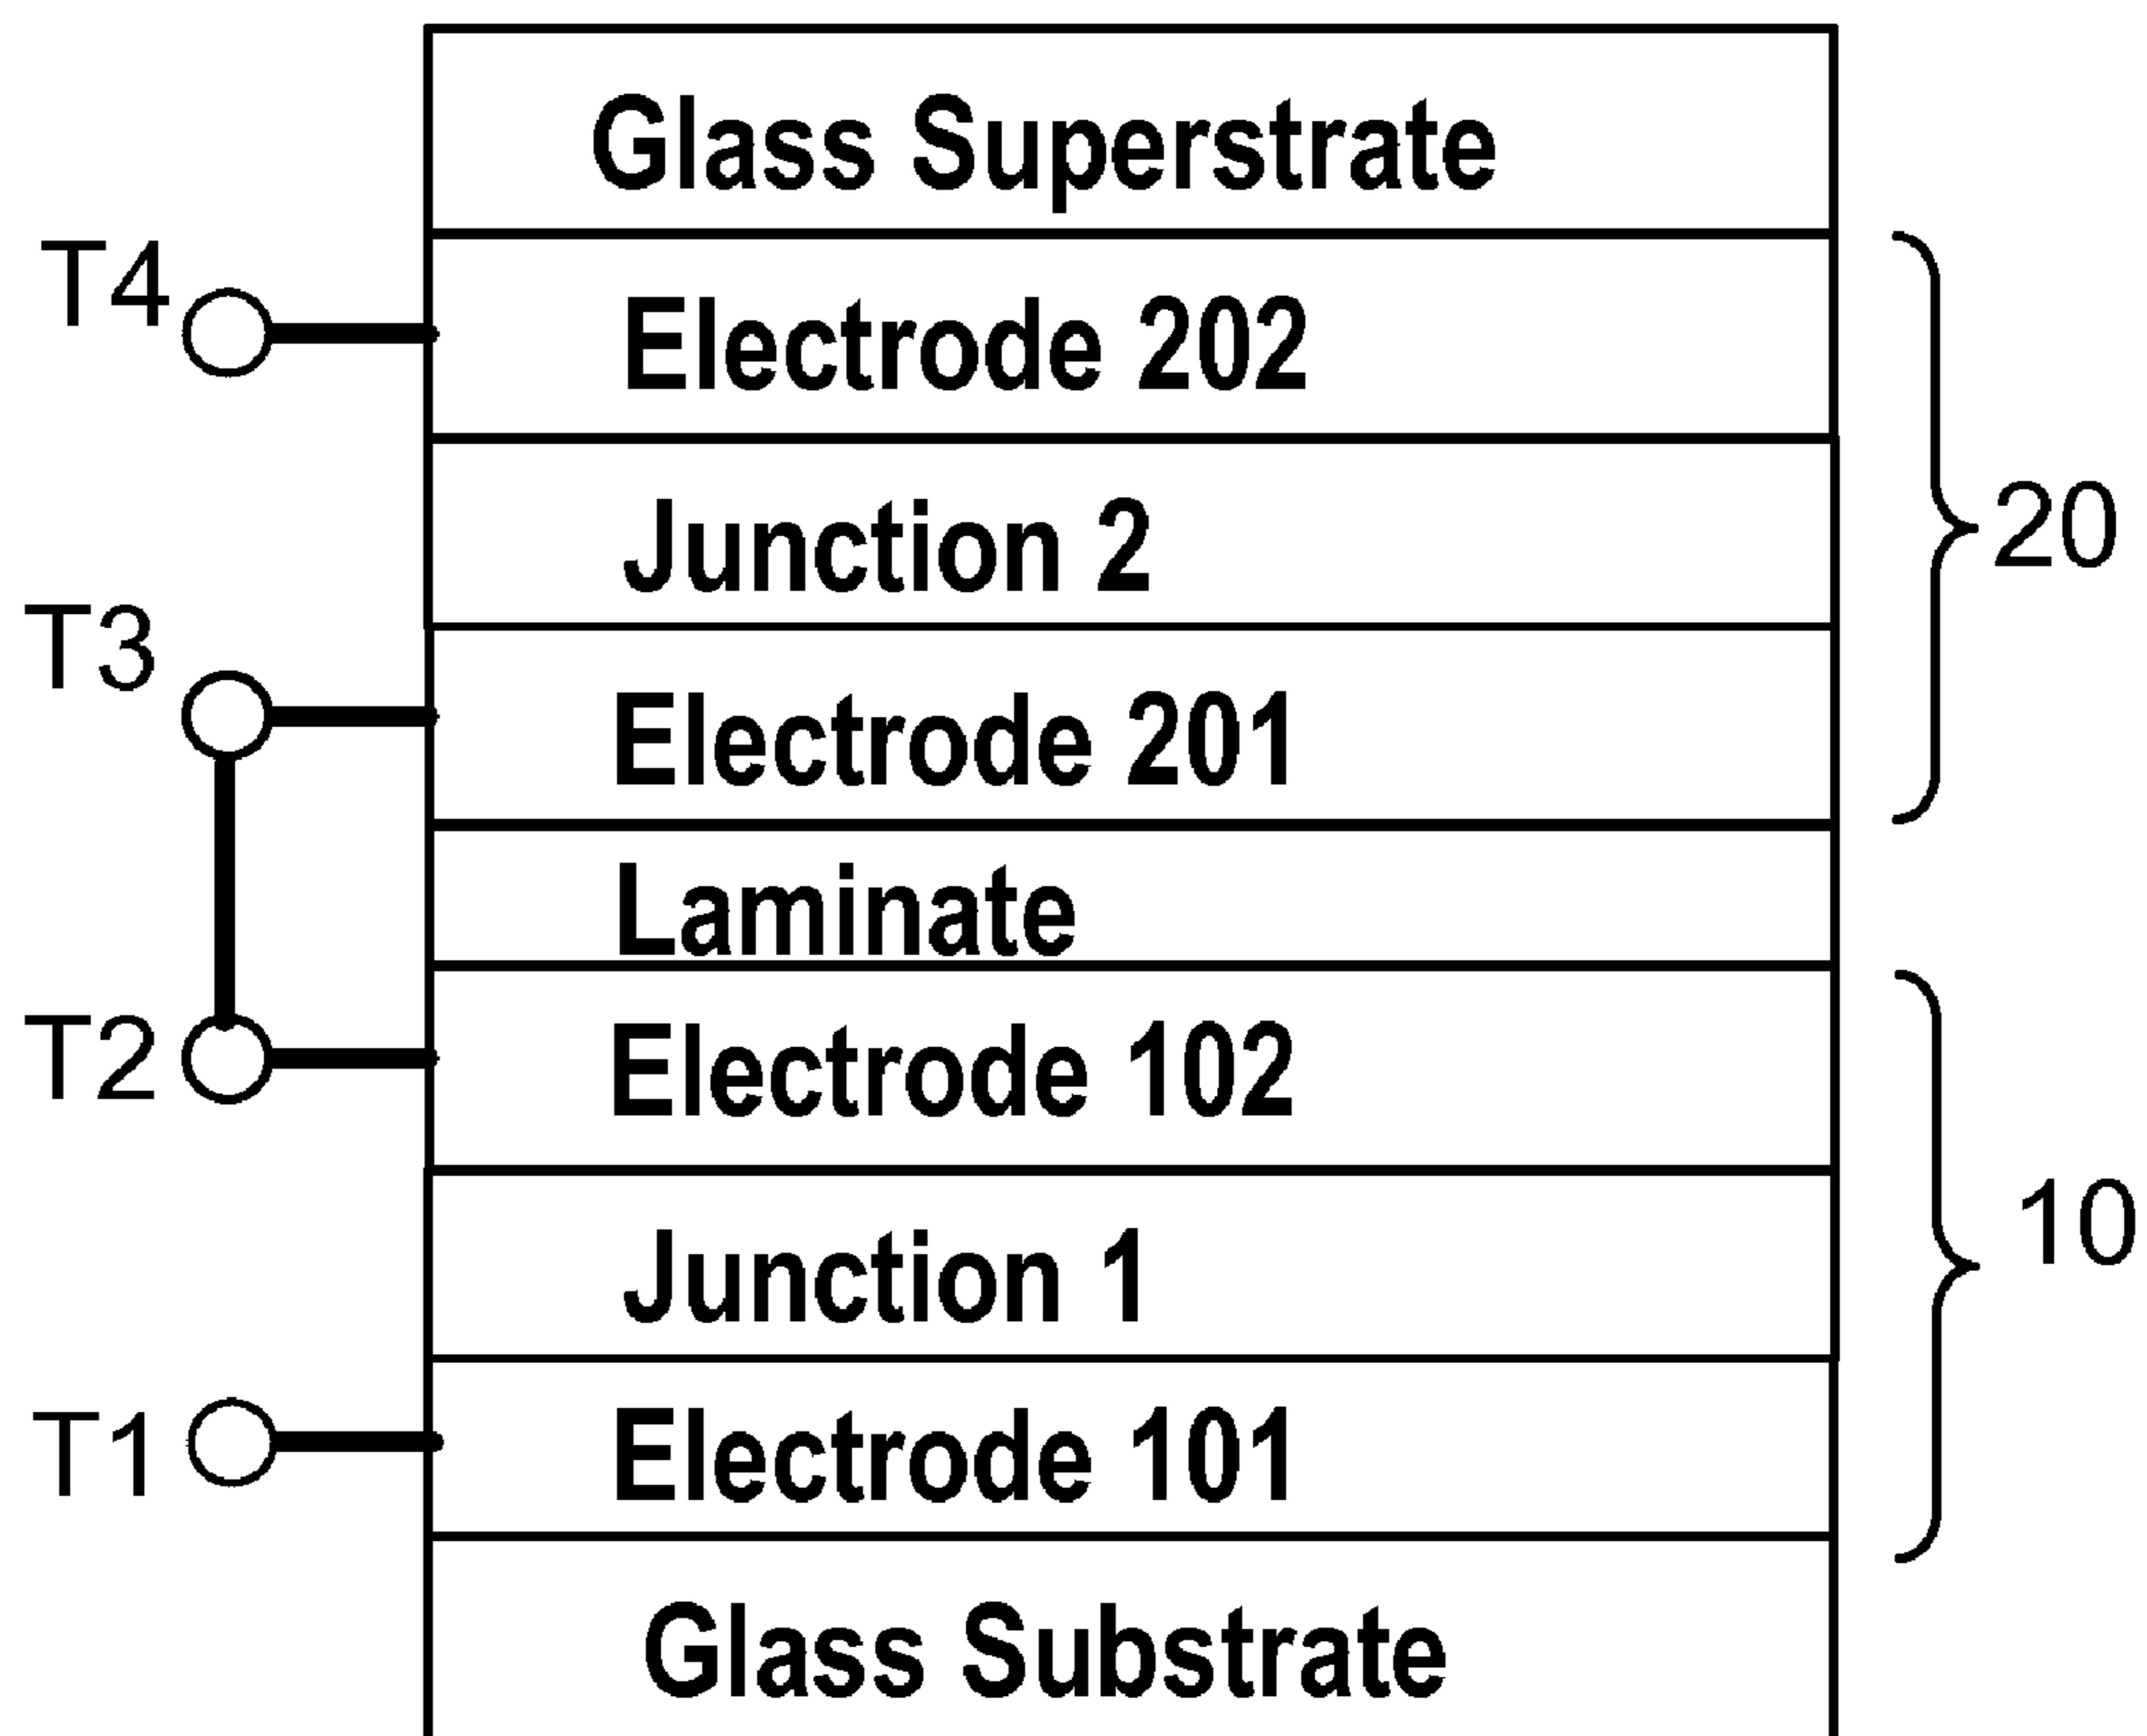 Glass Superstrate
T4
Electrode 202
Junction 2
20
T3
Electrode 201
Laminate
T2
Electrode 102
Junction 1
10
T1
Electrode 101
Glass Substrate